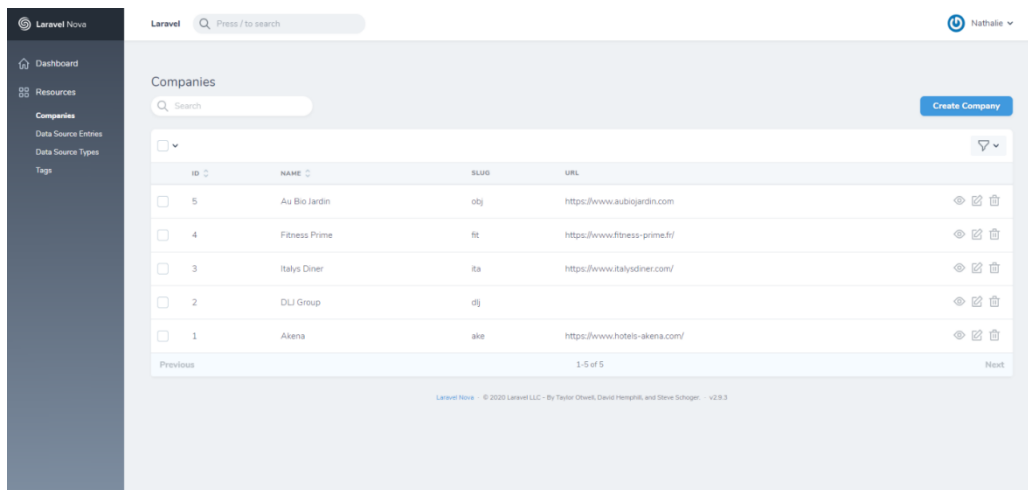 Laravel Nova
Laravel Press / to search Nathalie
Dashboard
Resources
Companies
Data Source Entries
Data Source Types
Tags
Companies
Search
Create Company
ID NAME SLUG URL
5 Au Bio Jardin obj https://www.aubiojardin.com
4 Fitness Prime fit https://www.fitness-prime.fr/
3 Italys Diner ita https://www.italysdiner.com/
2 DLJ Group dlj
1 Akena ake https://www.hotels-akena.com/
Previous 1-5 of 5 Next
Laravel Nova · © 2020 Laravel LLC - By Taylor Otwell, David Hemphill, and Steve Schoger. · v2.9.3